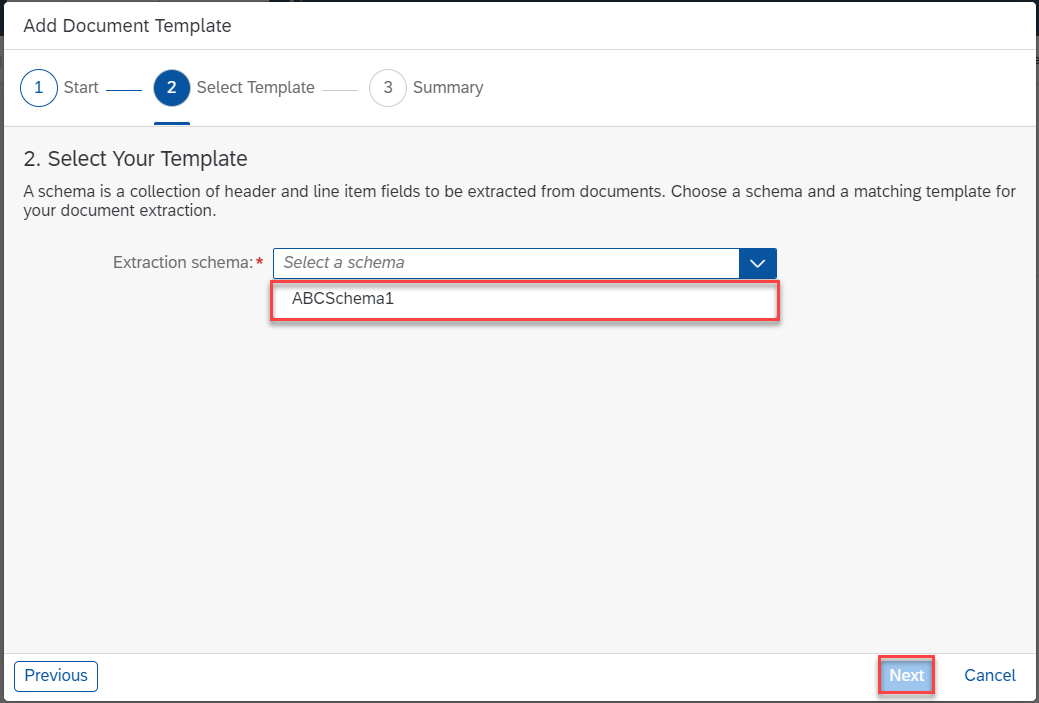 Add Document Template
1 Start 2 Select Template 3 Summary
2. Select Your Template
A schema is a collection of header and line item fields to be extracted from documents. Choose a schema and a matching template for
your document extraction.
Extraction schema:* Select a schema
ABCSchema1
Previous Next Cancel